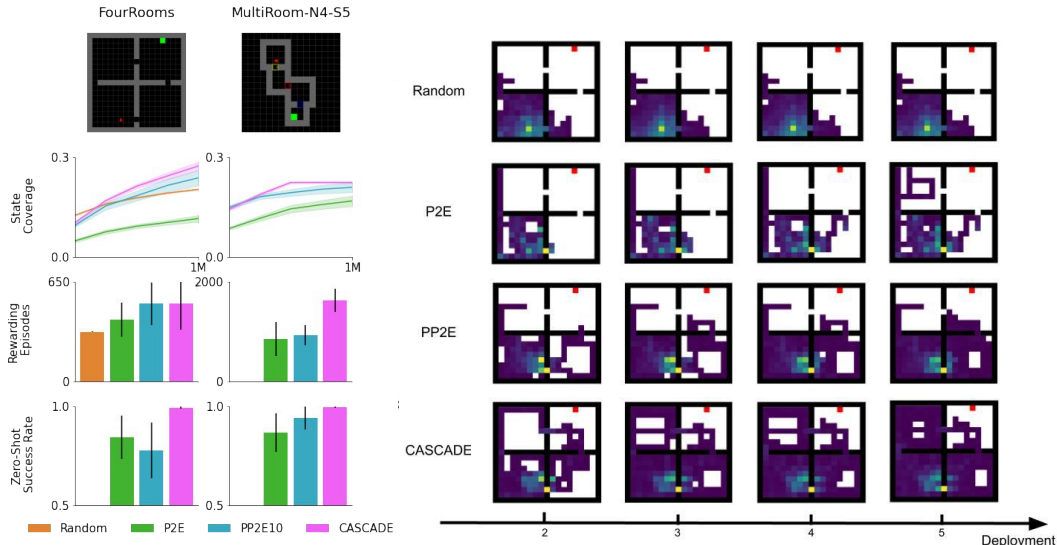 FourRooms
MultiRoom-N4-S5
State
Coverage
0.3
0.0
1M
0.3
0.0
1M
Rewarding
Episodes
650
0
2000
0
Zero-Shot
Success Rate
1.0
0.5
1.0
0.5
Random
P2E
PP2E10
CASCADE
Random
P2E
PP2E
CASCADE
2
3
4
5
Deployment